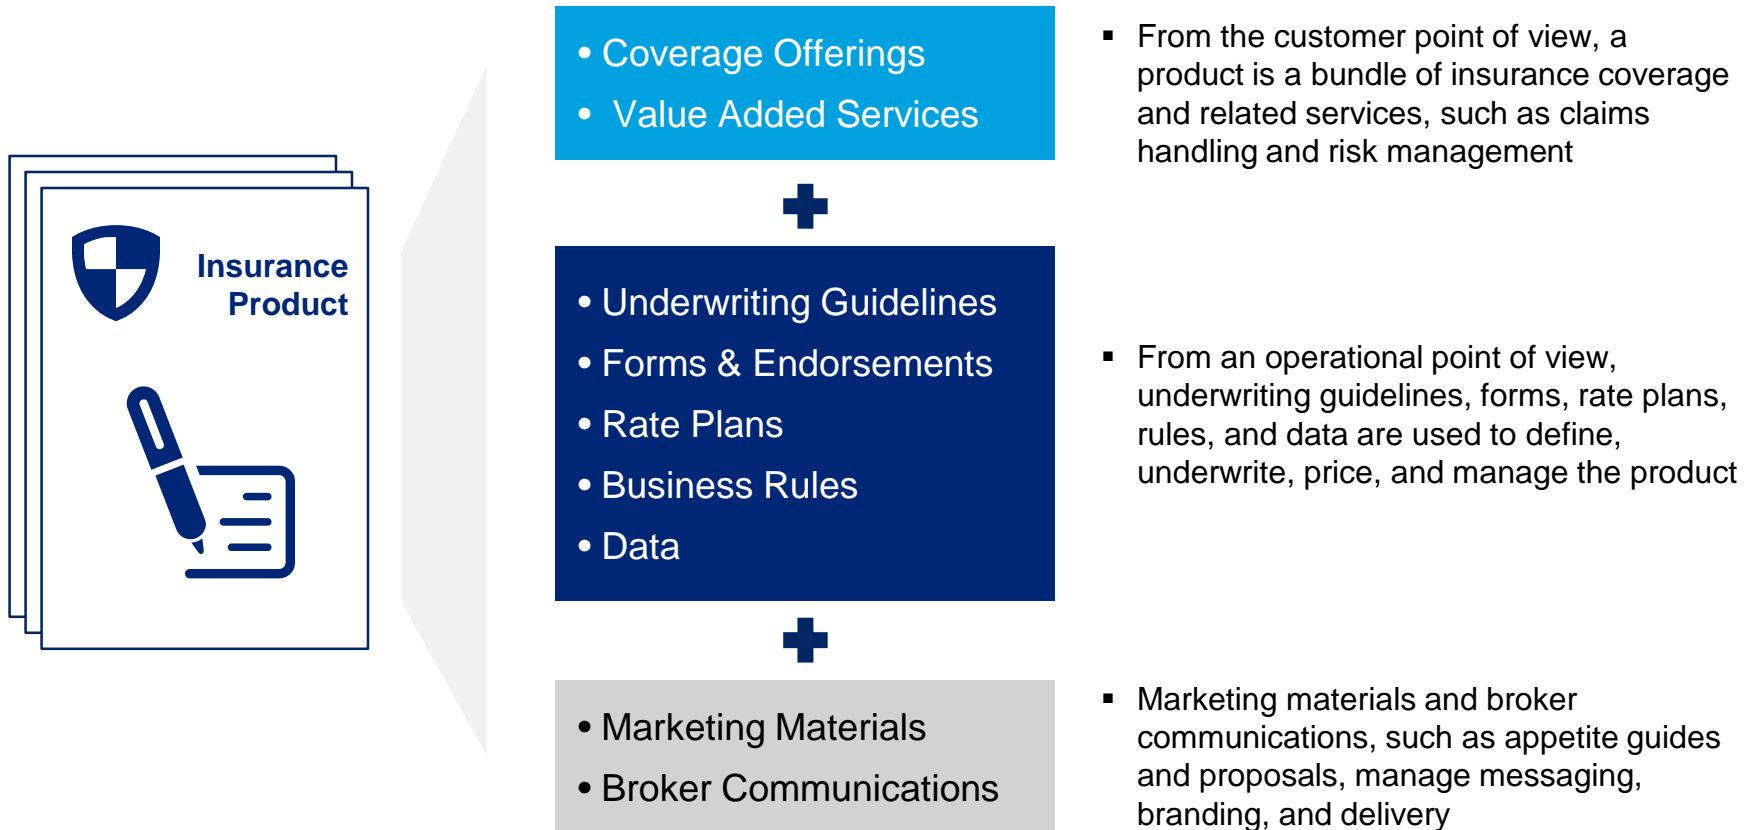 Insurance
Product
• Coverage Offerings
• Value Added Services
▪ From the customer point of view, a
product is a bundle of insurance coverage
and related services, such as claims
handling and risk management
• Underwriting Guidelines
• Forms & Endorsements
• Rate Plans
• Business Rules
• Data
▪ From an operational point of view,
underwriting guidelines, forms, rate plans,
rules, and data are used to define,
underwrite, price, and manage the product
• Marketing Materials
• Broker Communications
▪ Marketing materials and broker
communications, such as appetite guides
and proposals, manage messaging,
branding, and delivery